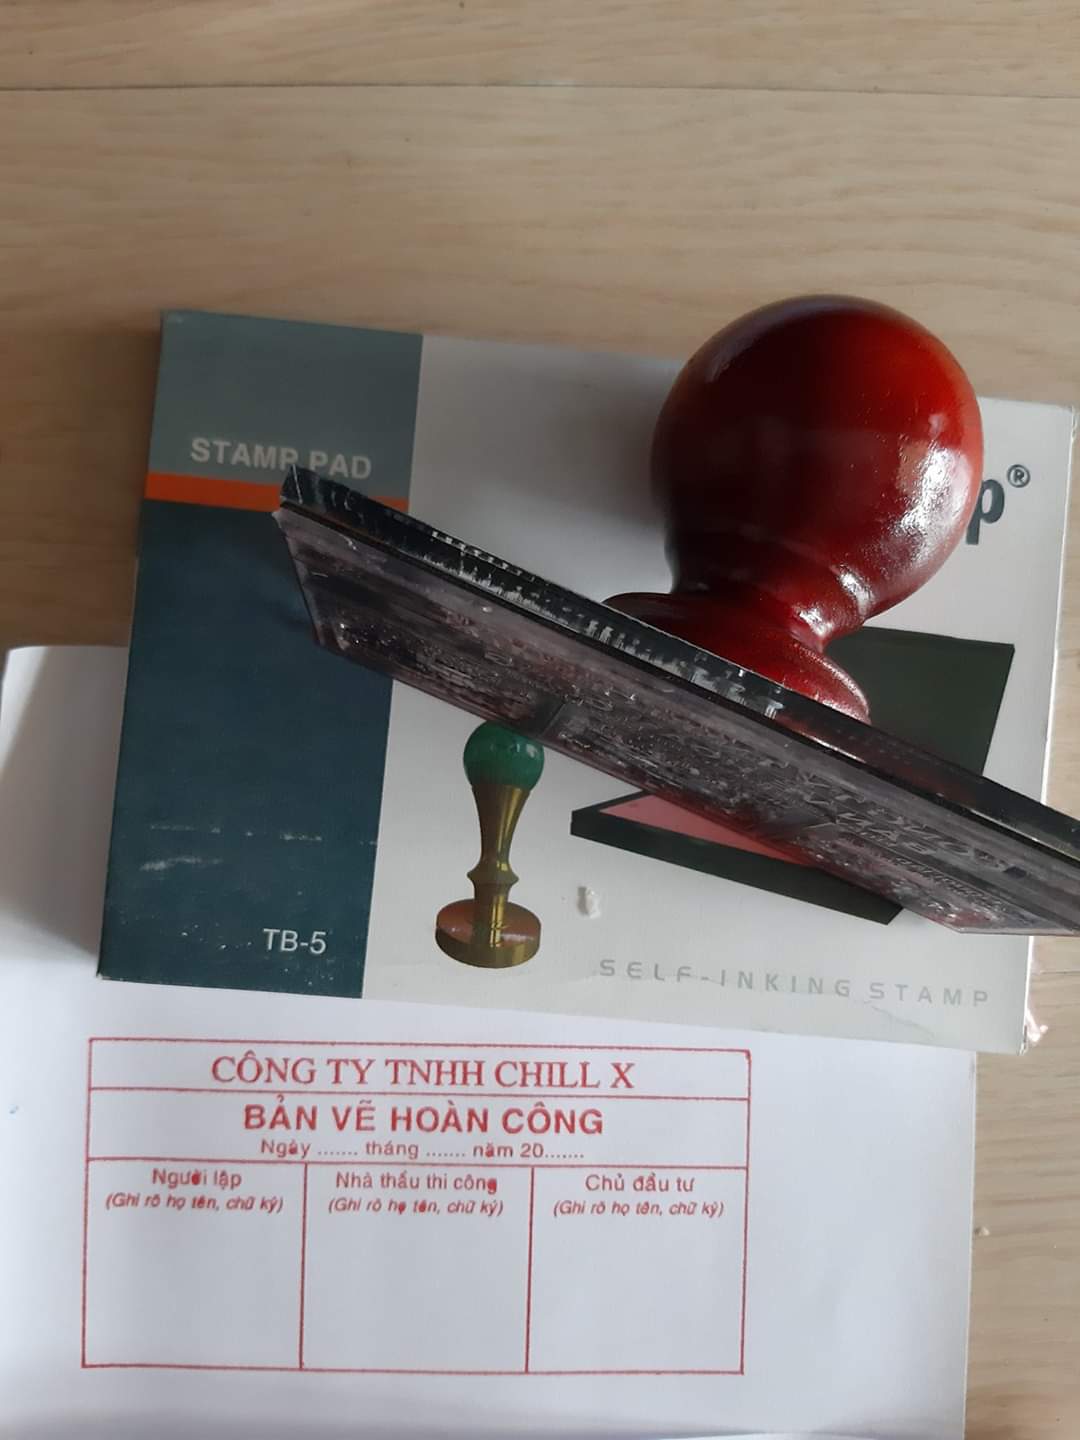 STAMP PAD
p®
TB-5
SELF-INKING STAMP
CÔNG TY TNHH CHILL X
BẢN VẼ HOÀN CÔNG
Ngày ....... tháng ....... năm 20.......
Người lập
(Ghi rõ họ tên, chữ ký)
Nhà thầu thi công
(Ghi rõ họ tên, chữ ký)
Chủ đầu tư
(Ghi rõ họ tên, chữ ký)